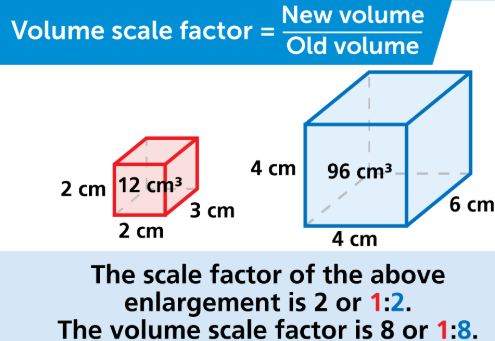 Volume scale factor = New volume
Old volume
2 cm
12 cm³
3 cm
2 cm
4 cm
96 cm³
6 cm
4 cm
The scale factor of the above
enlargement is 2 or 1:2.
The volume scale factor is 8 or 1:8.